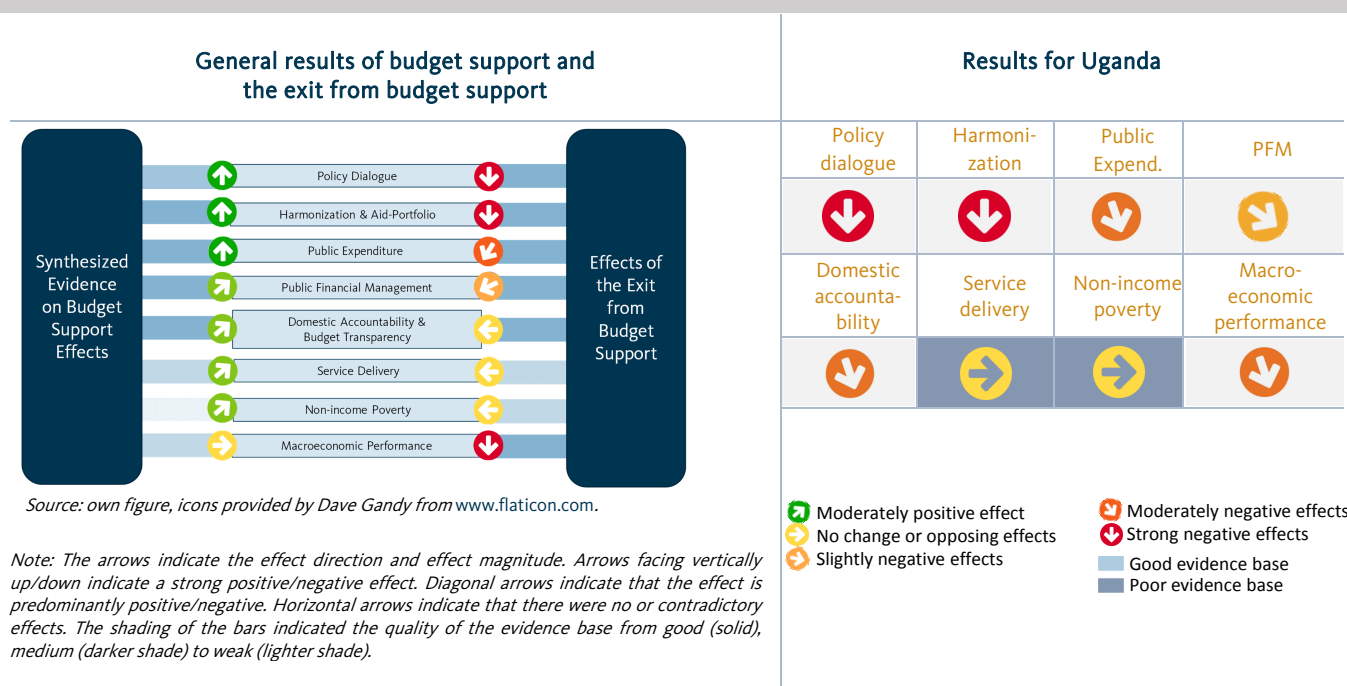 General results of budget support and
the exit from budget support
Synthesized
Evidence
on Budget
Support
Effects
Policy Dialogue
Harmonization & Aid-Portfolio
Public Expenditure
Public Financial Management
Domestic Accountability &
Budget Transparency
Service Delivery
Non-income Poverty
Macroeconomic Performance
Effects of
the Exit
from
Budget
Support
Source: own figure, icons provided by Dave Gandy from www.flaticon.com.
Note: The arrows indicate the effect direction and effect magnitude. Arrows facing vertically
up/down indicate a strong positive/negative effect. Diagonal arrows indicate that the effect is
predominantly positive/negative. Horizontal arrows indicate that there were no or contradictory
effects. The shading of the bars indicated the quality of the evidence base from good (solid),
medium (darker shade) to weak (lighter shade).
Results for Uganda
Policy
dialogue
Harmoni-
zation
Public
Expend.
PFM
Domestic
accounta-
bility
Service
delivery
Non-income
poverty
Macro-
economic
performance
Moderately positive effect
No change or opposing effects
Slightly negative effects
Moderately negative effects
Strong negative effects
Good evidence base
Poor evidence base